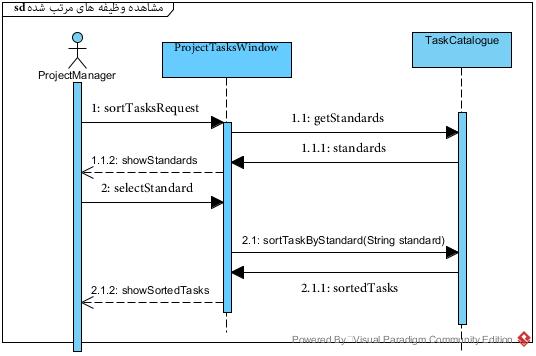 sd مشاهده وظیفه های مرتب شده
ProjectManager
ProjectTasksWindow
TaskCatalogue
1: sortTasksRequest
1.1: getStandards
1.1.1: standards
1.1.2: showStandards
2: selectStandard
2.1: sortTaskByStandard(String standard)
2.1.1: sortedTasks
2.1.2: showSortedTasks
Powered By Visual Paradigm Community Edition